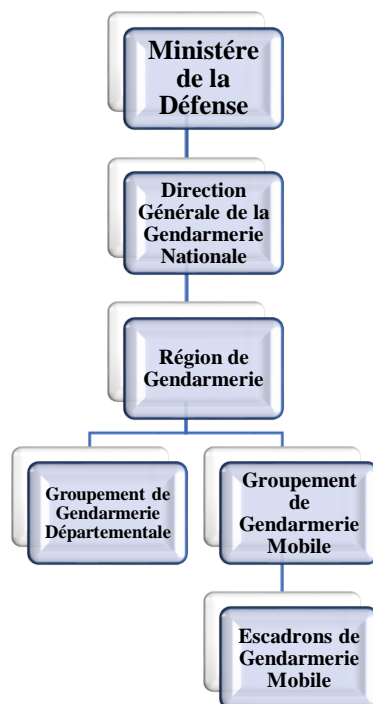 Ministére
de la
Défense
Direction
Générale de la
Gendarmerie
Nationale
Région de
Gendarmerie
Groupement de
Gendarmerie
Départementale
Groupement
de
Gendarmerie
Mobile
Escadrons de
Gendarmerie
Mobile